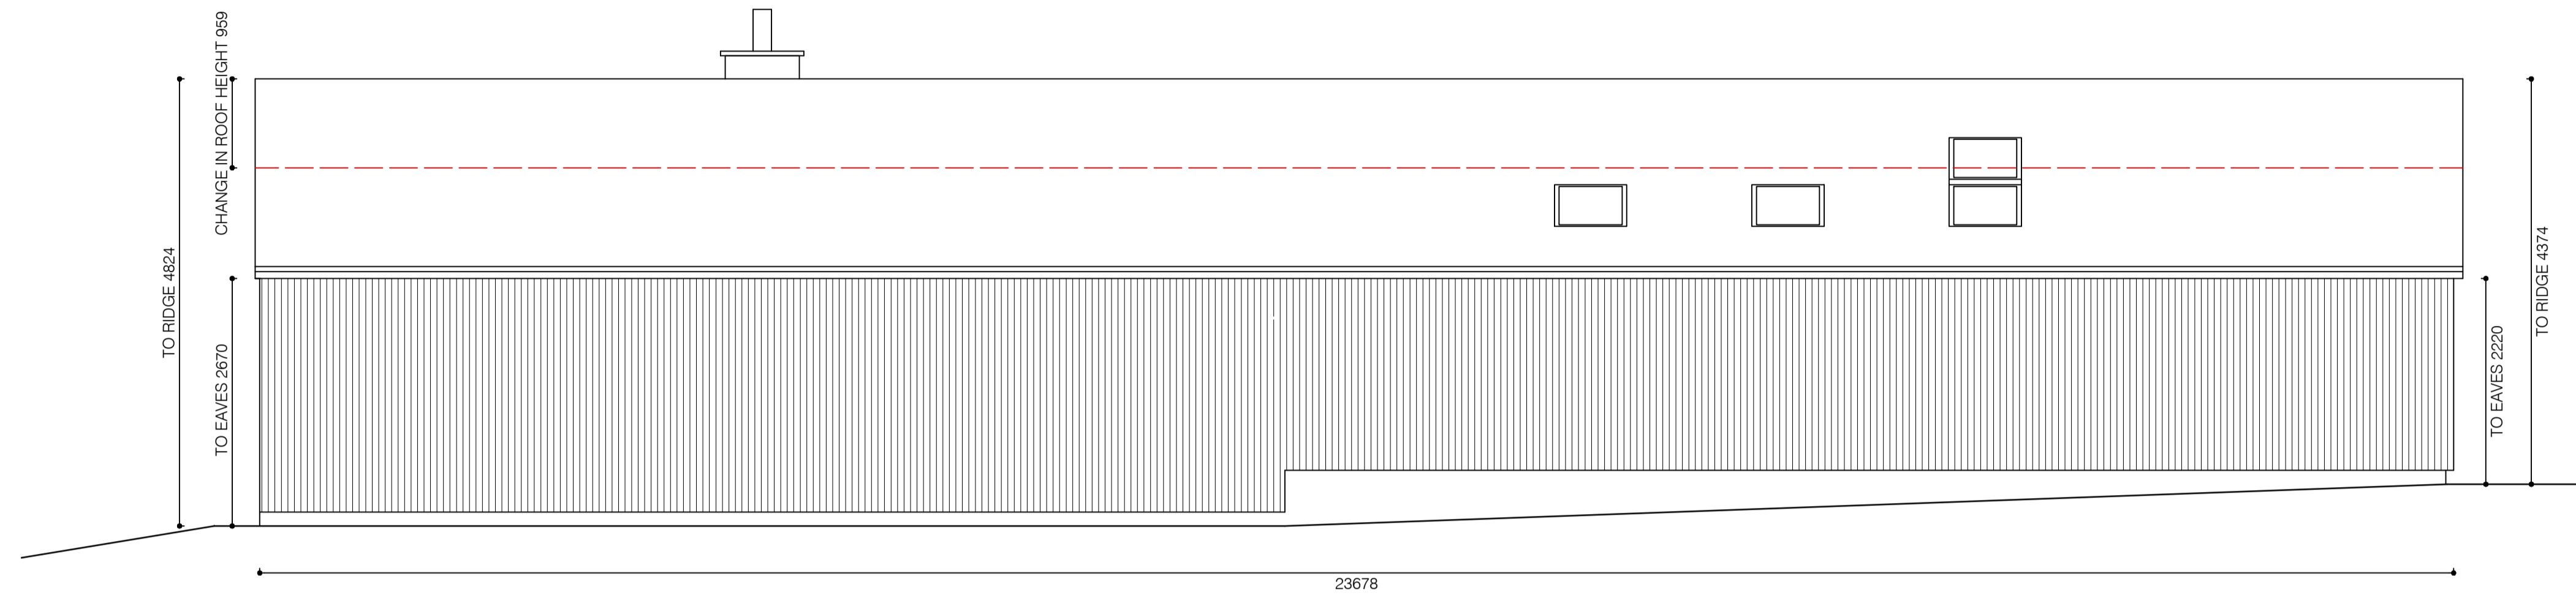 TO RIDGE 4824
CHANGE IN ROOF HEIGHT 959
TO EAVES 2670
TO EAVES 2220
TO RIDGE 4374
23678